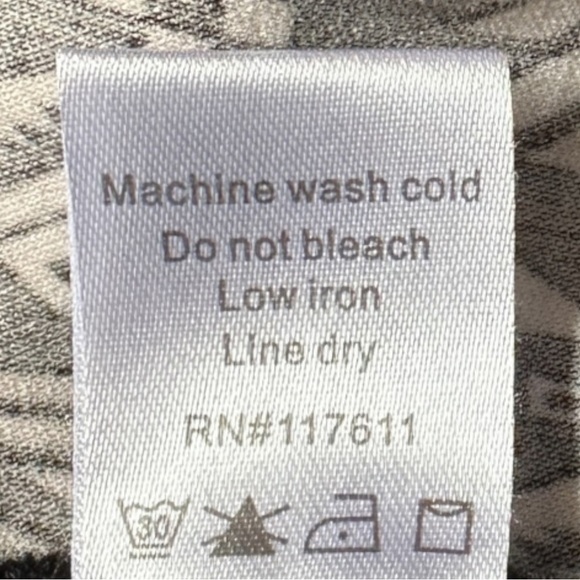 Machine wash cold
Do not bleach
Low iron
Line dry
RN#117611
30